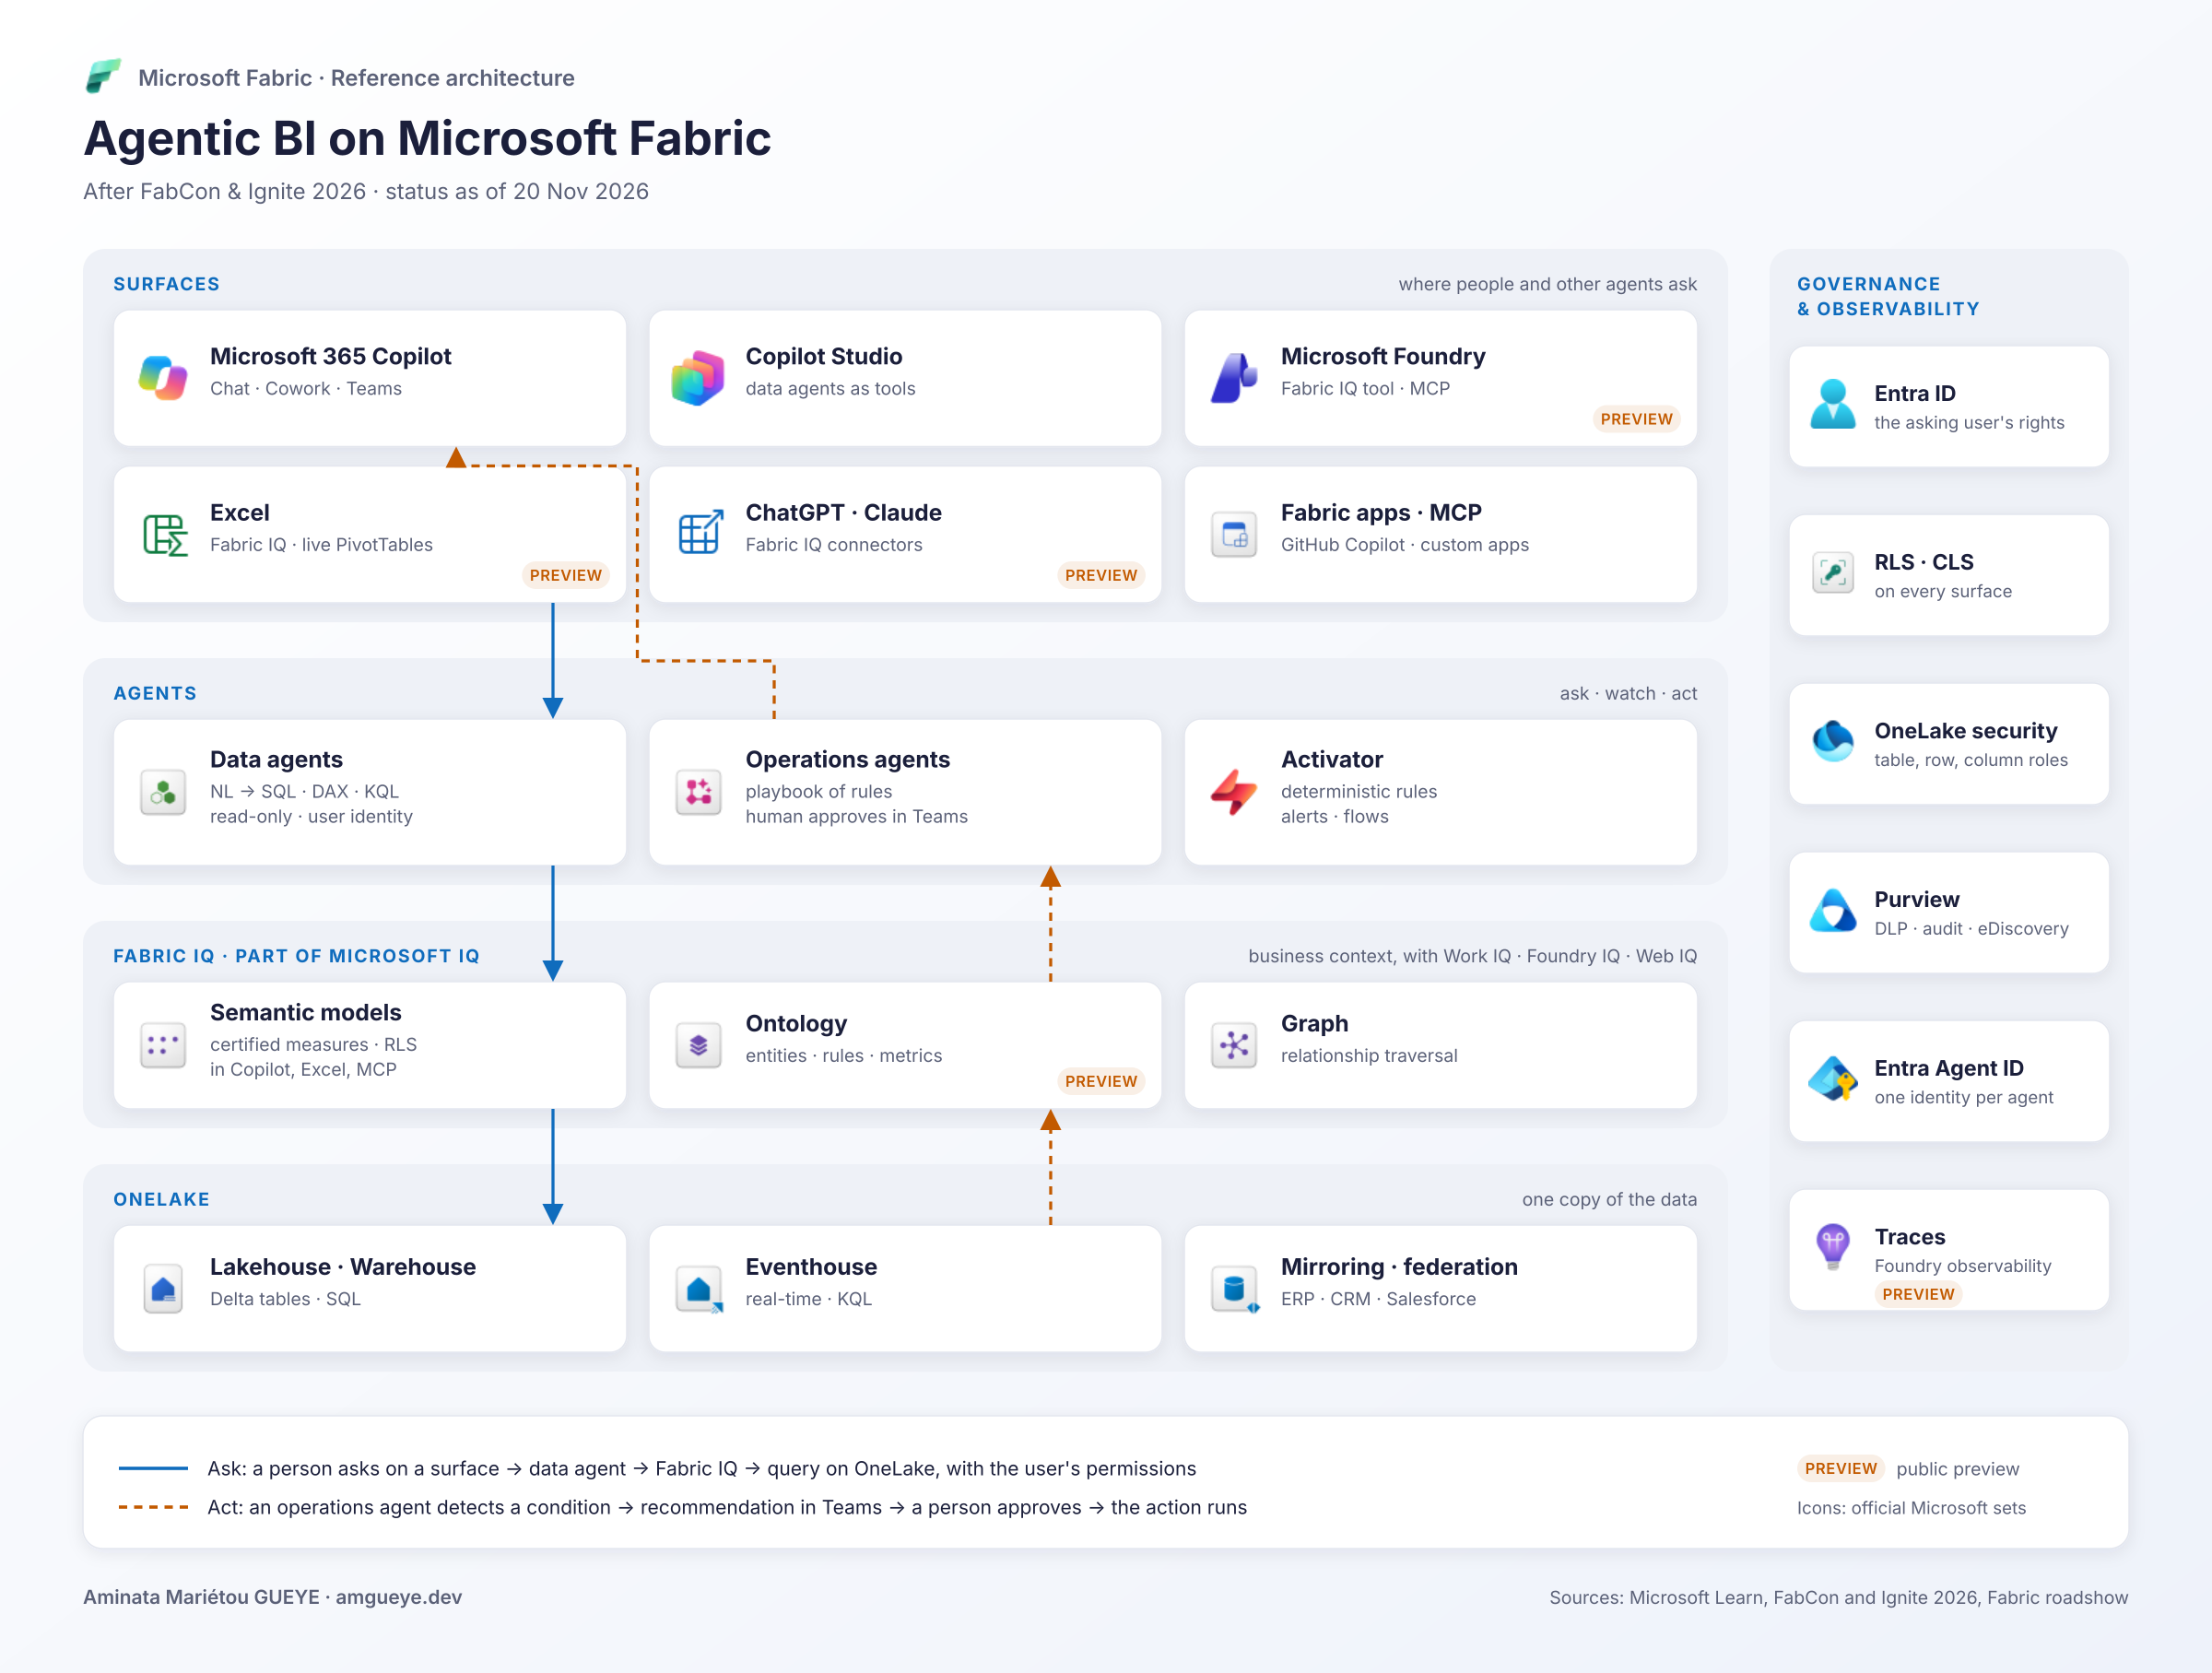 Microsoft Fabric · Reference architecture
Agentic BI on Microsoft Fabric
After FabCon & Ignite 2026 · status as of 20 Nov 2026
SURFACES
where people and other agents ask
Microsoft 365 Copilot
Chat · Cowork · Teams
Copilot Studio
data agents as tools
Microsoft Foundry
Fabric IQ tool · MCP
PREVIEW
Excel
Fabric IQ · live PivotTables
PREVIEW
ChatGPT · Claude
Fabric IQ connectors
PREVIEW
Fabric apps · MCP
GitHub Copilot · custom apps
AGENTS
ask · watch · act
Data agents
NL → SQL · DAX · KQL
read-only · user identity
Operations agents
playbook of rules
human approves in Teams
Activator
deterministic rules
alerts · flows
FABRIC IQ · PART OF MICROSOFT IQ
business context, with Work IQ · Foundry IQ · Web IQ
Semantic models
certified measures · RLS
in Copilot, Excel, MCP
Ontology
entities · rules · metrics
PREVIEW
Graph
relationship traversal
ONELAKE
one copy of the data
Lakehouse · Warehouse
Delta tables · SQL
Eventhouse
real-time · KQL
Mirroring · federation
ERP · CRM · Salesforce
GOVERNANCE
& OBSERVABILITY
Entra ID
the asking user's rights
RLS · CLS
on every surface
OneLake security
table, row, column roles
Purview
DLP · audit · eDiscovery
Entra Agent ID
one identity per agent
Traces
Foundry observability
PREVIEW
Ask: a person asks on a surface → data agent → Fabric IQ → query on OneLake, with the user's permissions
Act: an operations agent detects a condition → recommendation in Teams → a person approves → the action runs
PREVIEW public preview
Icons: official Microsoft sets
Aminata Mariétou GUEYE · amgueye.dev
Sources: Microsoft Learn, FabCon and Ignite 2026, Fabric roadshow